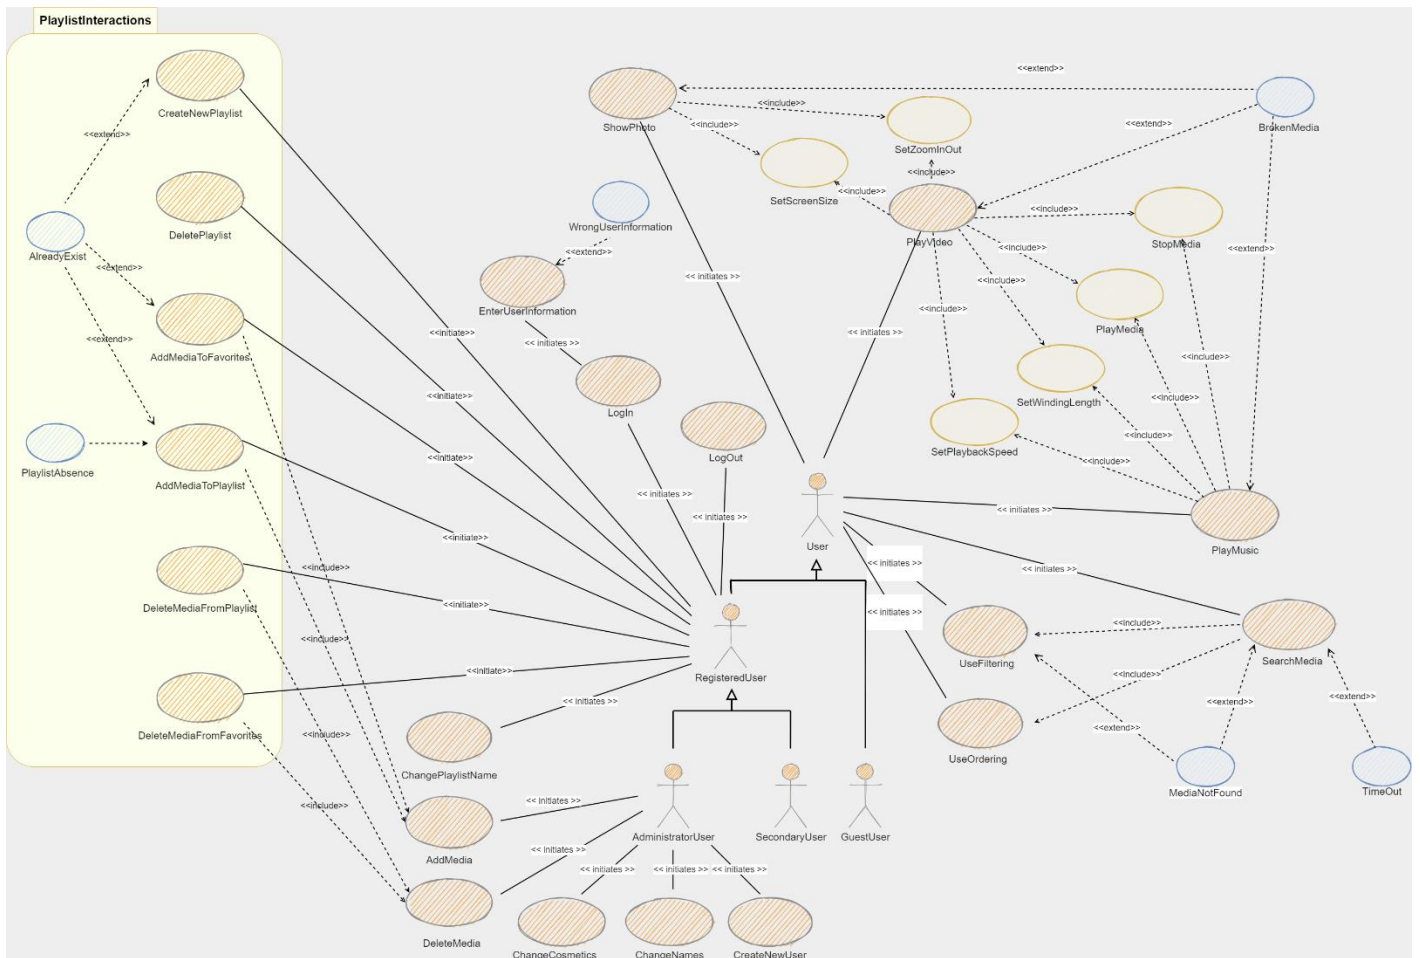 PlaylistInteractions
<<extend>>
CreateNewPlaylist
ShowPhoto
<<include>>
<<include>>
SetZoomInOut
BrokenMedia
<<extend>>
<<extend>>
<<include>>
<<include>>
SetScreenSize
DeletePlaylist
WrongUserInformation
PlayVideo
<<include>>
StopMedia
AlreadyExist
<<extend>>
<<extend>>
<<include>>
<<extend>>
<< initiates >>
EnterUserInformation
PlayMedia
<<include>>
<<include>>
<<extend>>
<<initiate>>
<< initiates >>
<< initiates >>
AddMediaToFavorites
<<include>>
LogIn
SetWindingLength
<<initiate>>
<<include>>
LogOut
SetPlaybackSpeed
<<initiate>>
<<include>>
<<include>>
PlaylistAbsence
AddMediaToPlaylist
<< initiates >>
<< initiates >>
<< initiates >>
<<initiate>>
User
PlayMusic
<<include>>
<< initiates >>
<< initiates >>
DeleteMediaFromPlaylist
<<initiate>>
<< initiates >>
<<include>>
<<include>>
UseFiltering
SearchMedia
<<initiate>>
RegisteredUser
<<include>>
<< initiates >>
<<extend>>
<<extend>>
<<extend>>
DeleteMediaFromFavorites
<<include>>
UseOrdering
ChangePlaylistName
MediaNotFound
TimeOut
<<include>>
<< initiates >>
AdministratorUser
SecondaryUser
GuestUser
AddMedia
<< initiates >>
<< initiates >>
<< initiates >>
<< initiates >>
DeleteMedia
ChangeCosmetics
ChangeNames
CreateNewUser